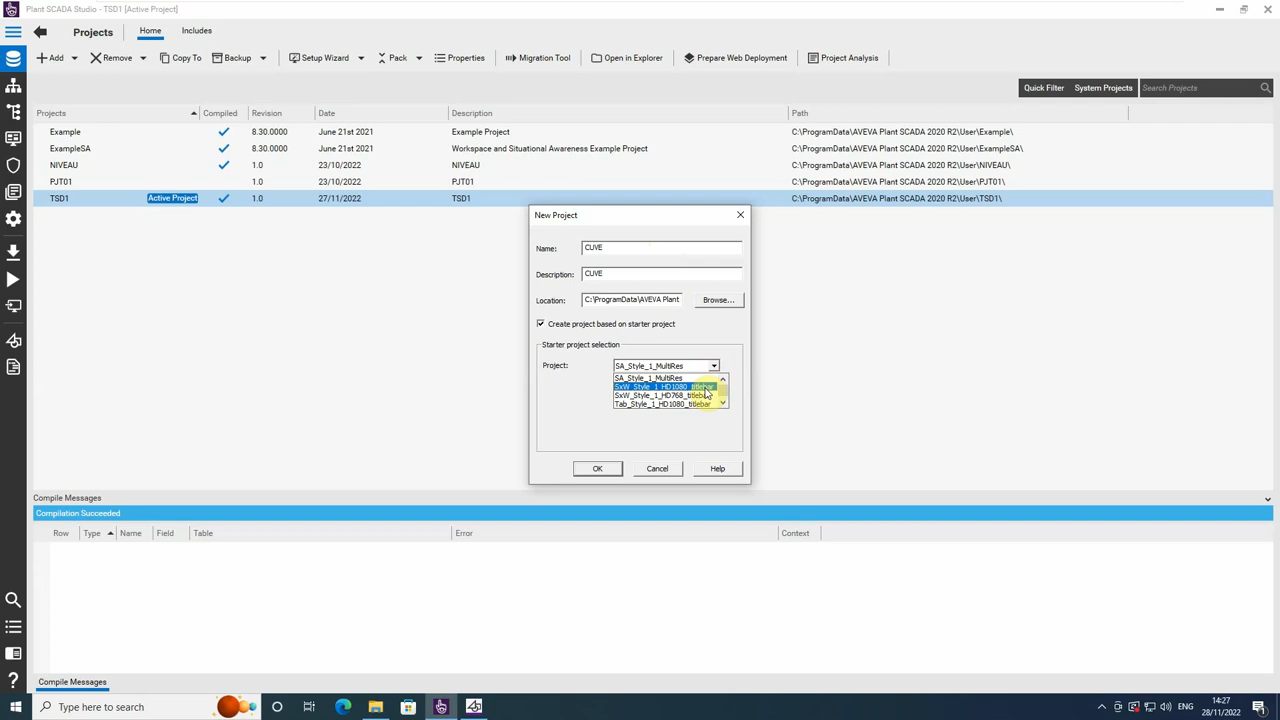 Plant SCADA Studio - TSD1 [Active Project]
Projects
Home
Includes
Add
Remove
Copy To
Backup
Setup Wizard
Pack
Properties
Migration Tool
Open in Explorer
Prepare Web Deployment
Project Analysis
Quick Filter
System Projects
Search Projects
Projects Compiled Revision Date Description Path
Example 8.30.0000 June 21st 2021 Example Project C:\ProgramData\AVEVA Plant SCADA 2020 R2\User\Example\
ExampleSA 8.30.0000 June 21st 2021 Workspace and Situational Awareness Example Project C:\ProgramData\AVEVA Plant SCADA 2020 R2\User\ExampleSA\
NIVEAU 1.0 23/10/2022 NIVEAU C:\ProgramData\AVEVA Plant SCADA 2020 R2\User\NIVEAU\
PJT01 1.0 23/10/2022 PJT01 C:\ProgramData\AVEVA Plant SCADA 2020 R2\User\PJT01\
TSD1 Active Project 1.0 27/11/2022 TSD1 C:\ProgramData\AVEVA Plant SCADA 2020 R2\User\TSD1\
New Project
Name: CUVE
Description: CUVE
Location: C:\ProgramData\AVEVA Plant Browse...
Create project based on starter project
Starter project selection
Project: SA_Style_1_MultiRes
SA_Style_1_MultiRes
SxW_Style_1_HD1080_titlebar
SxW_Style_1_HD768_titlebar
Tab_Style_1_HD1080_titlebar
OK
Cancel
Help
Compile Messages
Compilation Succeeded
Row Type Name Field Table Error Context
Compile Messages
Type here to search
14:27
28/11/2022